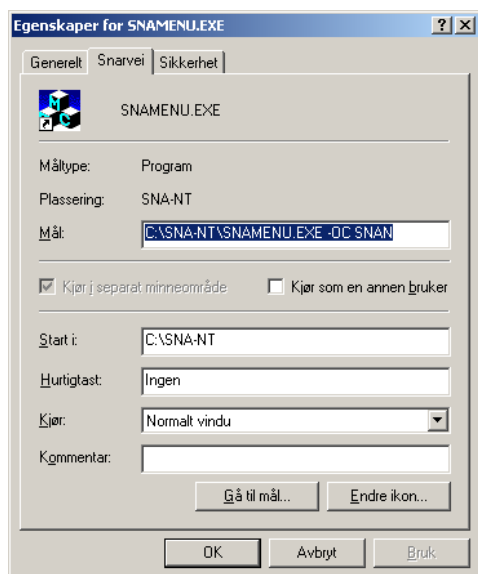 Egenskaper for SNAMENU.EXE
Generelt Snarvei Sikkerhet
SNAMENU.EXE
Måltype: Program
Plassering: SNA-NT
Mål: C:\SNA-NT\SNAMENU.EXE -OC SNAN
Kjør i separat minneområde Kjør som en annen bruker
Start i: C:\SNA-NT
Hurtigtast: Ingen
Kjør: Normalt vindu
Kommentar:
Gå til mål... Endre ikon...
OK Avbryt Bruk